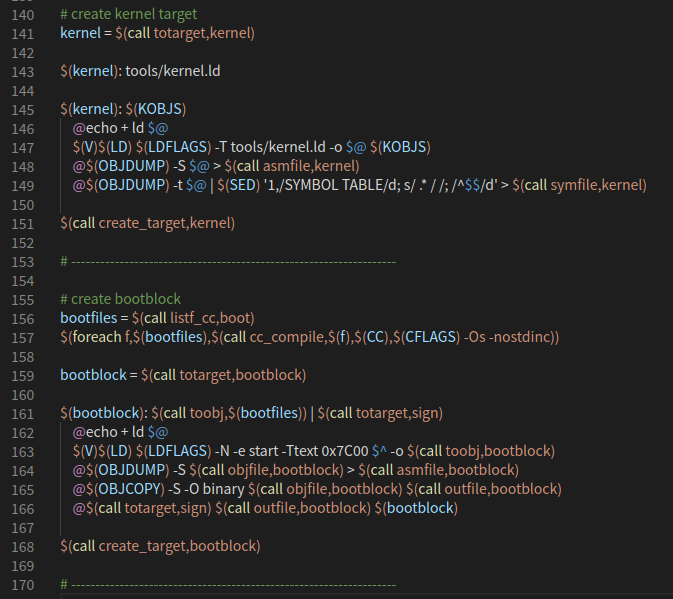 140 # create kernel target
141 kernel = $(call totarget,kernel)
142
143 $(kernel): tools/kernel.ld
144
145 $(kernel): $(KOBJS)
146 @echo + ld $@
147 $(V)$(LD) $(LDFLAGS) -T tools/kernel.ld -o $@ $(KOBJS)
148 @$(OBJDUMP) -S $@ > $(call asmfile,kernel)
149 @$(OBJDUMP) -t $@ | $(SED) '1,/SYMBOL TABLE/d; s/ .* / /; /^$$/d' > $(call symfile,kernel)
150
151 $(call create_target,kernel)
152
153 # -------------------------------------------------------------------
154
155 # create bootblock
156 bootfiles = $(call listf_cc,boot)
157 $(foreach f,$(bootfiles),$(call cc_compile,$(f),$(CC),$(CFLAGS) -Os -nostdinc))
158
159 bootblock = $(call totarget,bootblock)
160
161 $(bootblock): $(call toobj,$(bootfiles)) | $(call totarget,sign)
162 @echo + ld $@
163 $(V)$(LD) $(LDFLAGS) -N -e start -Ttext 0x7C00 $^ -o $(call toobj,bootblock)
164 @$(OBJDUMP) -S $(call objfile,bootblock) > $(call asmfile,bootblock)
165 @$(OBJCOPY) -S -O binary $(call objfile,bootblock) $(call outfile,bootblock)
166 @$(call totarget,sign) $(call outfile,bootblock) $(bootblock)
167
168 $(call create_target,bootblock)
169
170 # -------------------------------------------------------------------